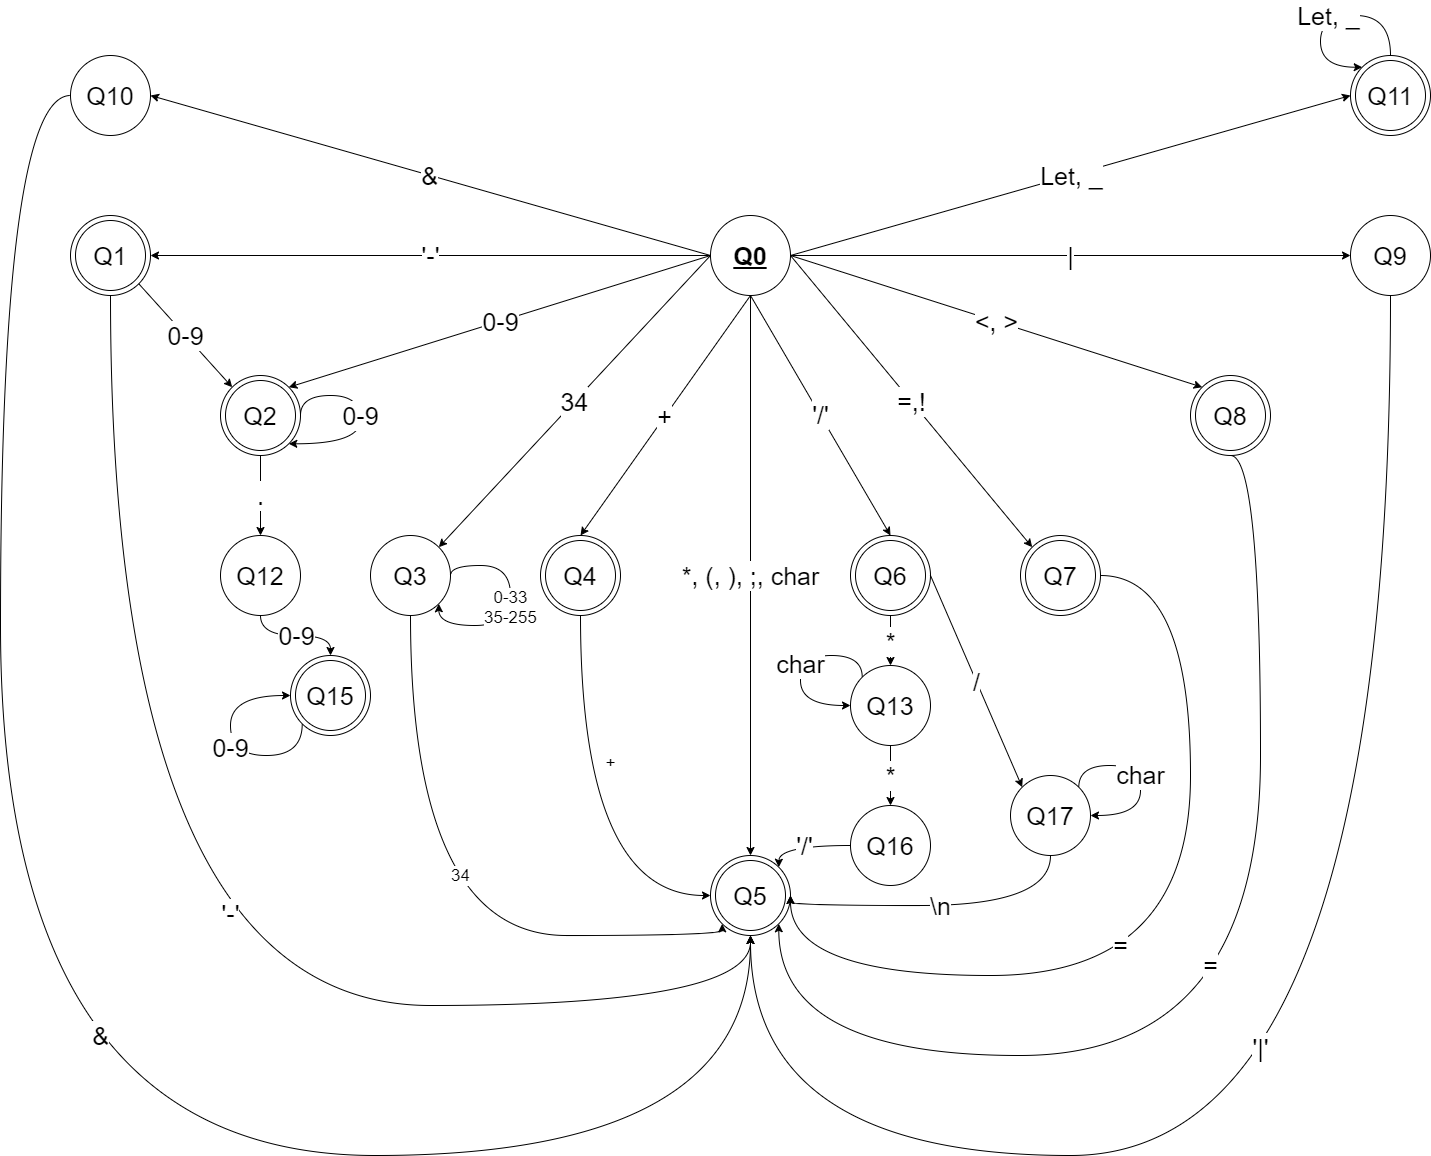 Let, _
Q10
Q11
&
Let, _
Q1
'-'
Q0
|
Q9
0-9
0-9
<, >
34
+
'/'
=,!
Q2
0-9
Q8
.
Q12
Q3
0-33
35-255
Q4
*, (, ), ;, char
Q6
Q7
0-9
*
char
/
Q15
Q13
0-9
+
*
char
Q17
'/'
Q16
34
Q5
\n
'-'
=
=
&
'|'